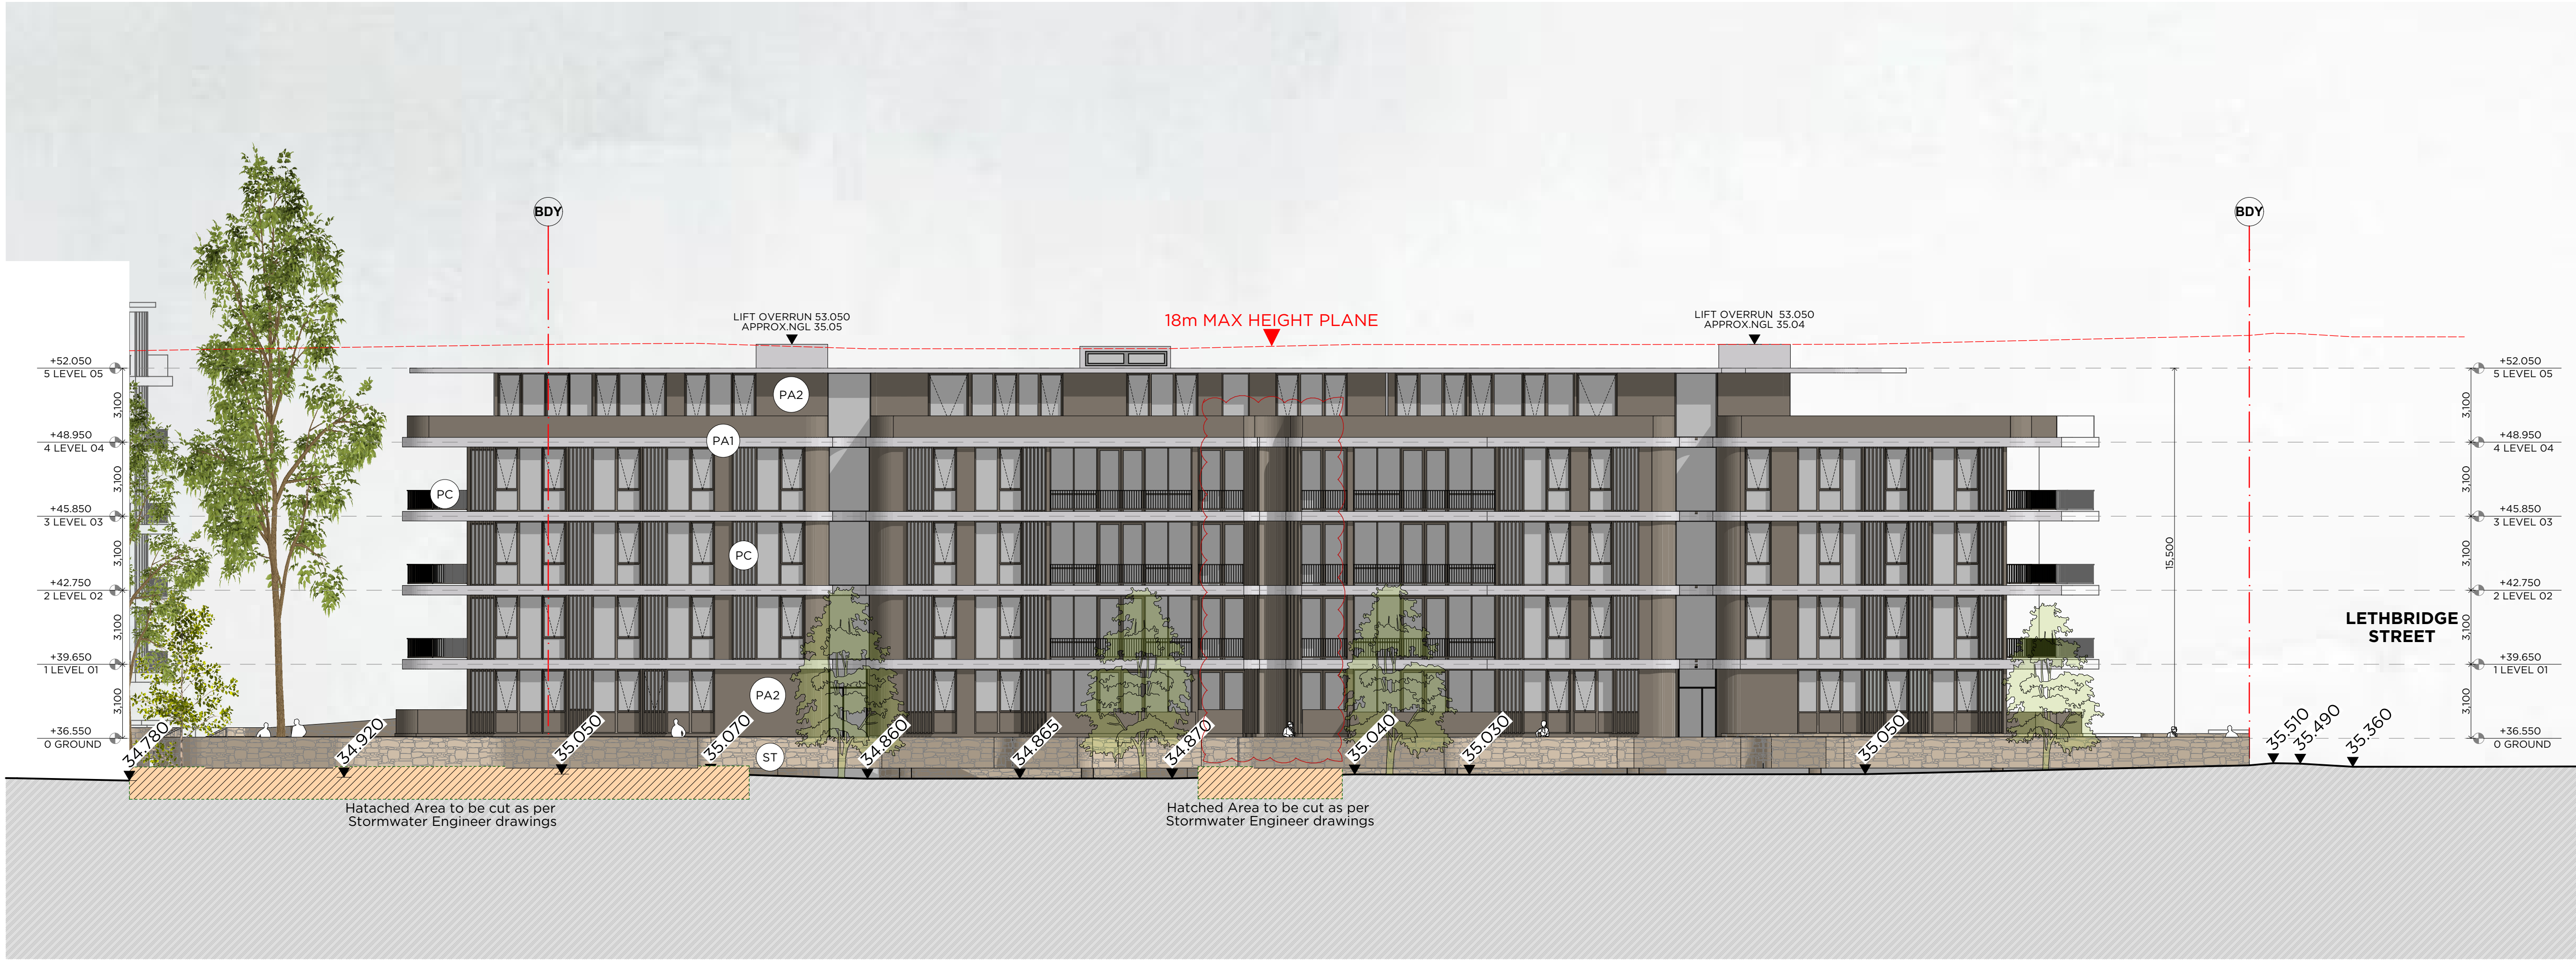 BDY
BDY
LIFT OVERRUN 53.050
APPROX.NGL 35.05
18m MAX HEIGHT PLANE
LIFT OVERRUN 53.050
APPROX.NGL 35.04
+52.050
5 LEVEL 05
3,100
+48.950
4 LEVEL 04
3,100
+45.850
3 LEVEL 03
3,100
+42.750
2 LEVEL 02
3,100
+39.650
1 LEVEL 01
3,100
+36.550
0 GROUND
PA2
PA1
PC
PC
PA2
ST
15,500
+52.050
5 LEVEL 05
3,100
+48.950
4 LEVEL 04
3,100
+45.850
3 LEVEL 03
3,100
+42.750
2 LEVEL 02
3,100
+39.650
1 LEVEL 01
3,100
+36.550
0 GROUND
LETHBRIDGE
STREET
34.780
34.920
35.050
35.070
34.860
34.865
34.870
35.040
35.030
35.050
35.510
35.490
35.360
Hatached Area to be cut as per
Stormwater Engineer drawings
Hatched Area to be cut as per
Stormwater Engineer drawings